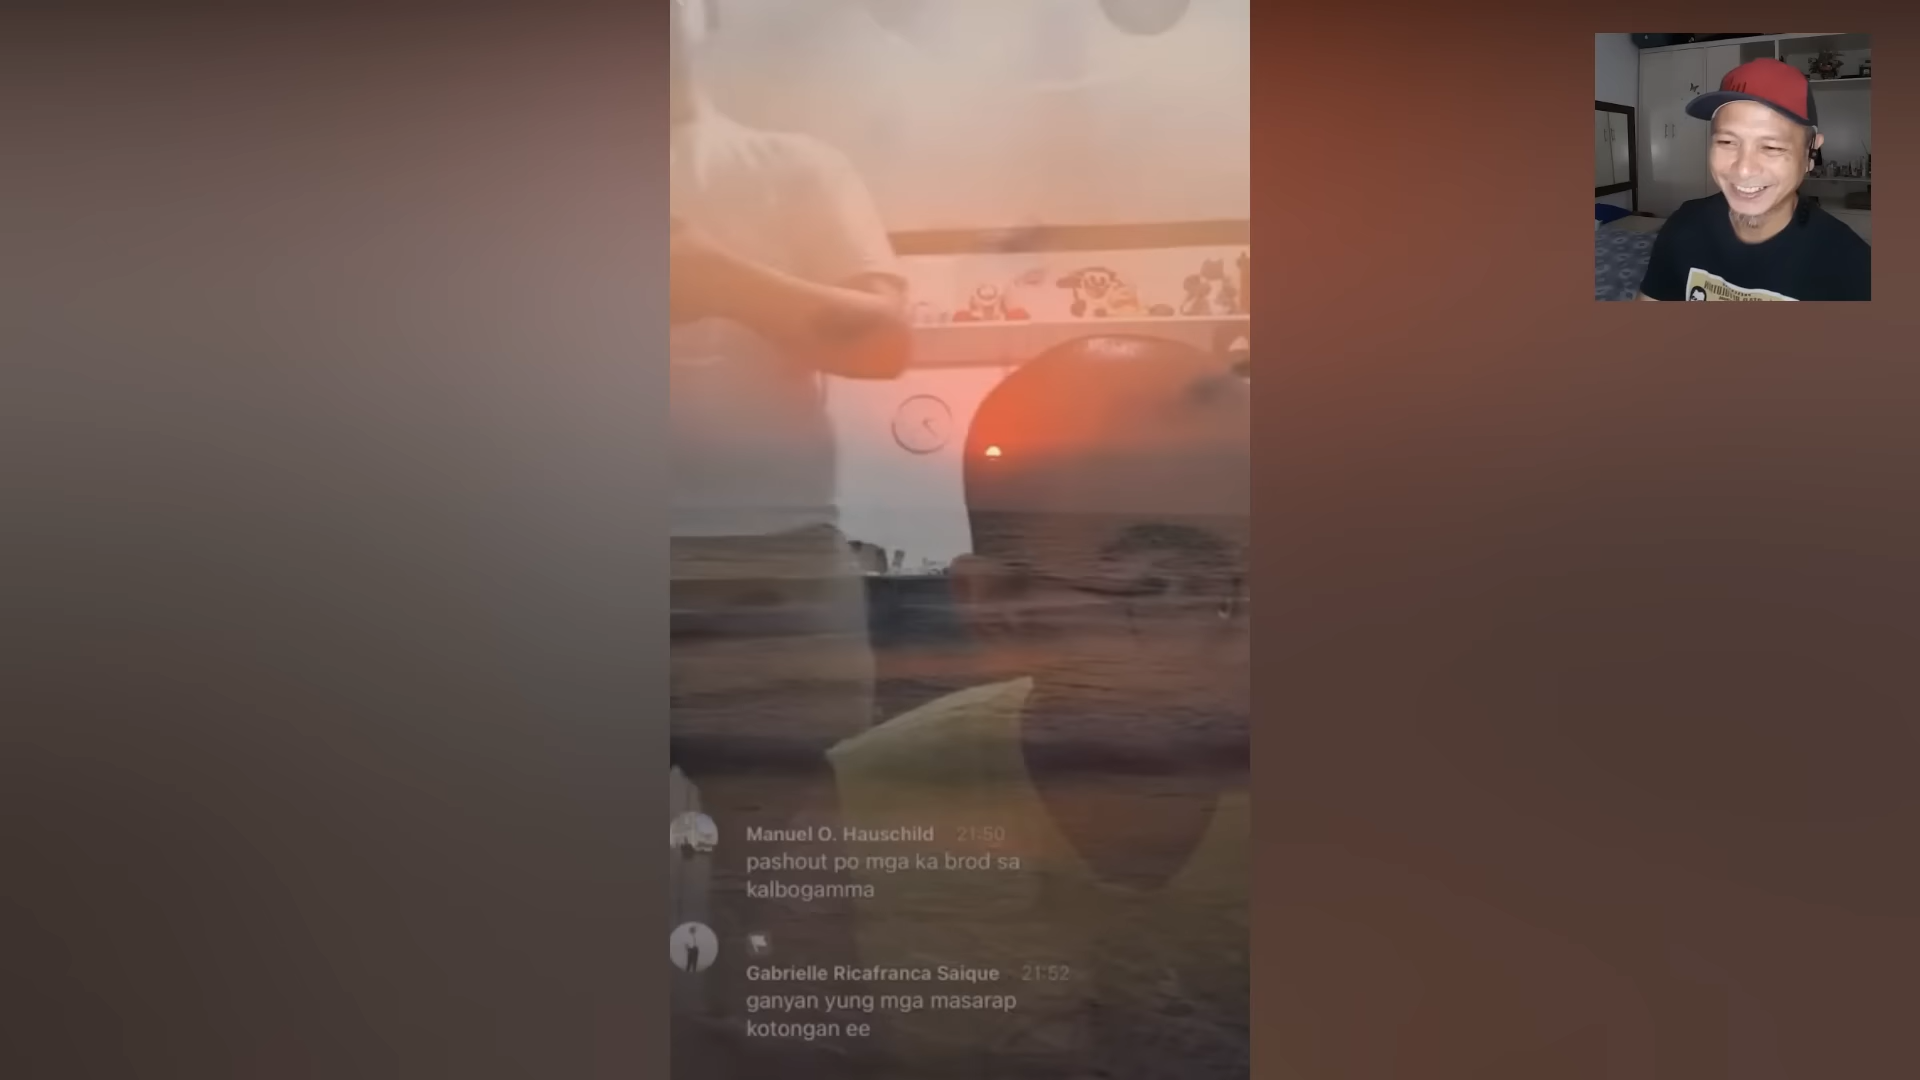 Manuel O. Hauschild 21:50
pashout po mga ka brod sa
kalbogamma
Gabrielle Ricafranca Saique 21:52
ganyan yung mga masarap
kotongan ee